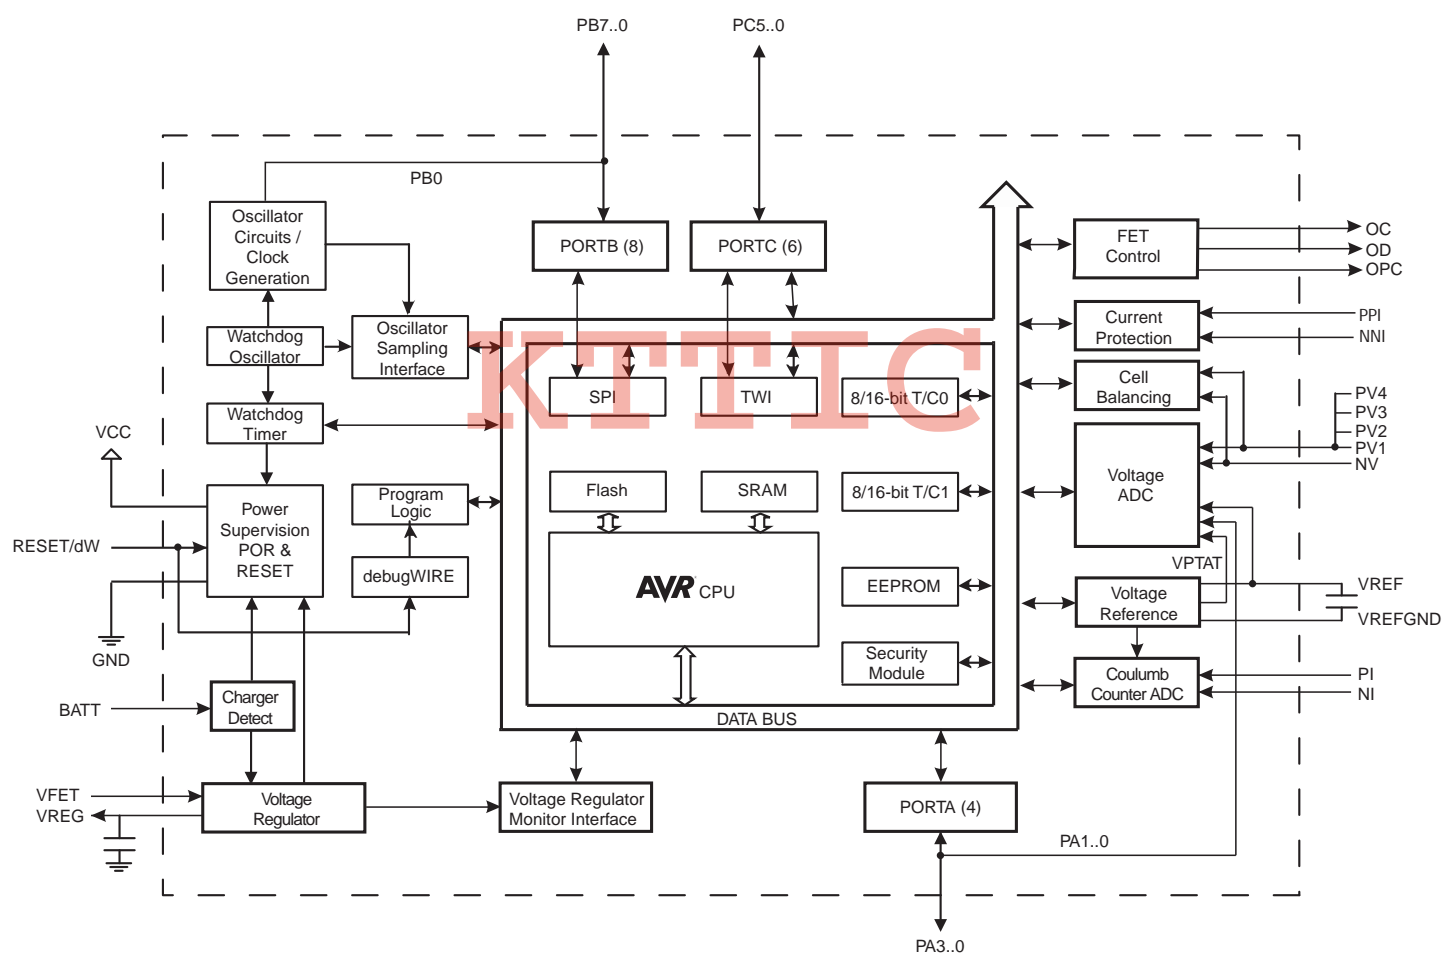 PB7..0
PC5..0
PB0
Oscillator
Circuits /
Clock
Generation
PORTB (8)
PORTC (6)
FET
Control
OC
OD
OPC
Watchdog
Oscillator
Oscillator
Sampling
Interface
Current
Protection
PPI
NNI
KTTIC
SPI
TWI
8/16-bit T/C0
Cell
Balancing
PV4
PV3
PV2
PV1
NV
Watchdog
Timer
VCC
Voltage
ADC
Power
Supervision
POR &
RESET
Program
Logic
Flash
SRAM
8/16-bit T/C1
RESET/dW
debugWIRE
AVR CPU
EEPROM
VPTAT
Voltage
Reference
VREF
VREFGND
GND
Security
Module
Coulumb
Counter ADC
PI
NI
BATT
Charger
Detect
DATA BUS
VFET
VREG
Voltage
Regulator
Voltage Regulator
Monitor Interface
PORTA (4)
PA1..0
PA3..0